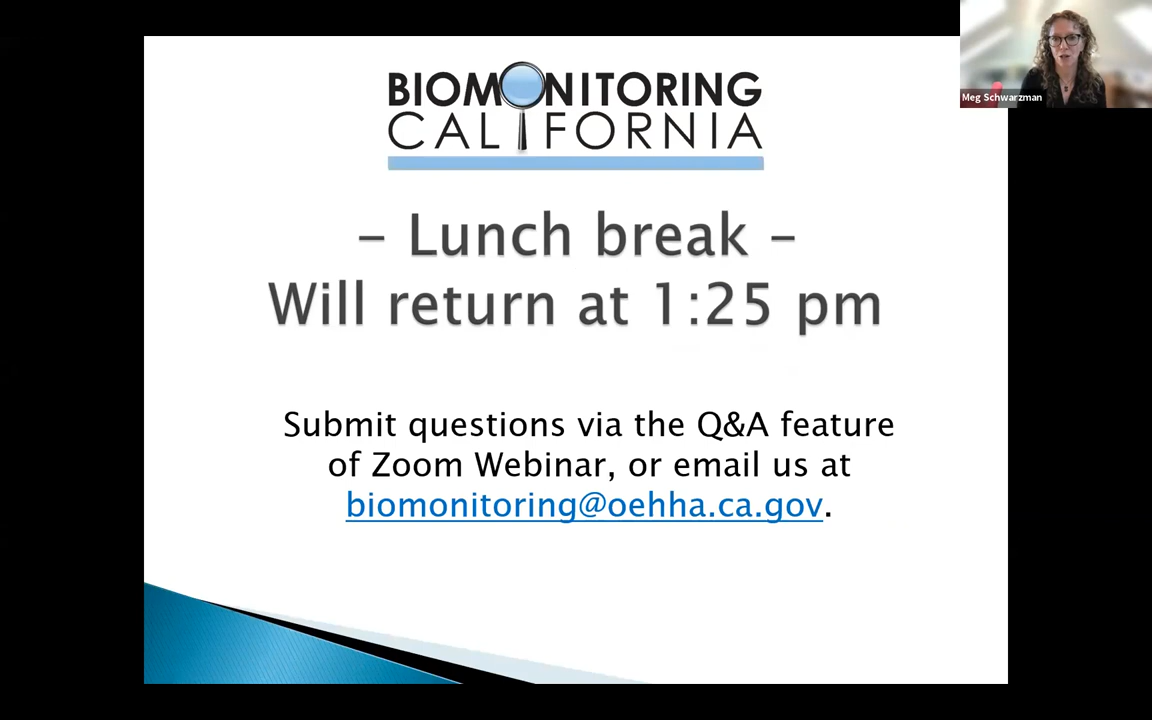 BIOMONITORING
CALIFORNIA
Meg Schwarzman
– Lunch break –
Will return at 1:25 pm
Submit questions via the Q&A feature
of Zoom Webinar, or email us at
biomonitoring@oehha.ca.gov.